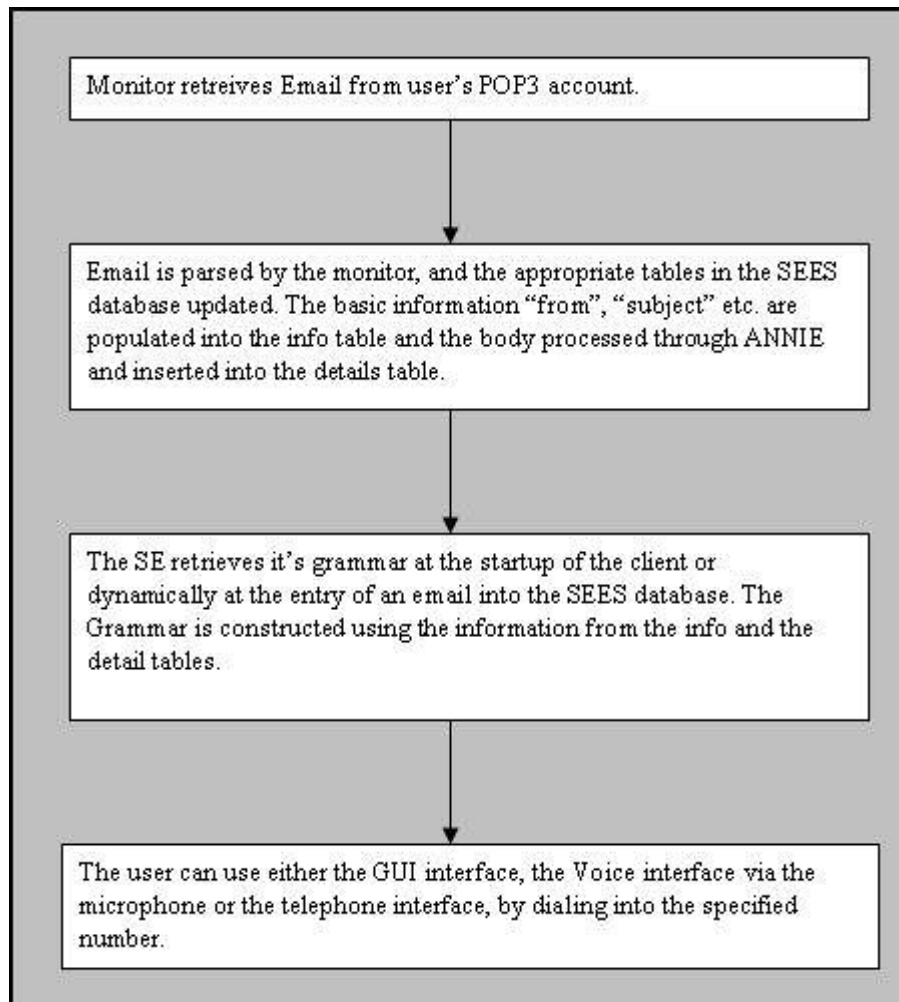 Monitor retreives Email from user's POP3 account.
Email is parsed by the monitor, and the appropriate tables in the SEES
database updated. The basic information “from”, “subject” etc. are
populated into the info table and the body processed through ANNIE
and inserted into the details table.
The SE retrieves it's grammar at the startup of the client or
dynamically at the entry of an email into the SEES database. The
Grammar is constructed using the information from the info and the
detail tables.
The user can use either the GUI interface, the Voice interface via the
microphone or the telephone interface, by dialing into the specified
number.